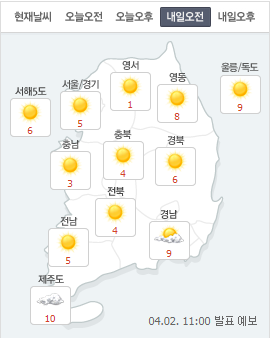 현재날씨 오늘오전 오늘오후 내일오전 내일오후
영서
1
울릉/독도
9
서울/경기
5
영동
8
서해5도
6
충북
4
경북
6
충남
3
전북
4
경남
9
전남
5
제주도
10
04.02. 11:00 발표 예보